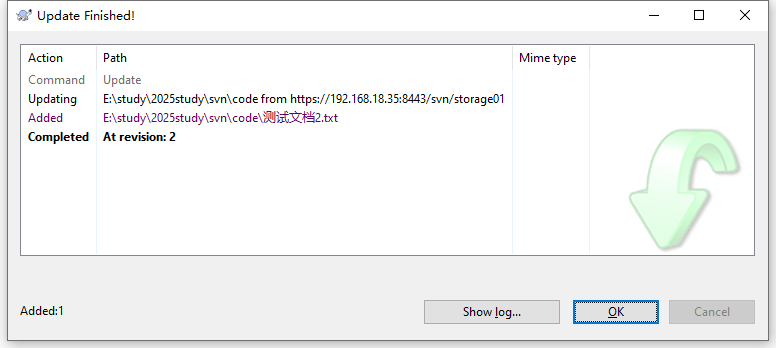 Update Finished!
Action Path Mime type
Command Update
Updating E:\study\2025study\svn\code from https://192.168.18.35:8443/svn/storage01
Added E:\study\2025study\svn\code\测试文档2.txt
Completed At revision: 2
Added:1
Show log... OK Cancel